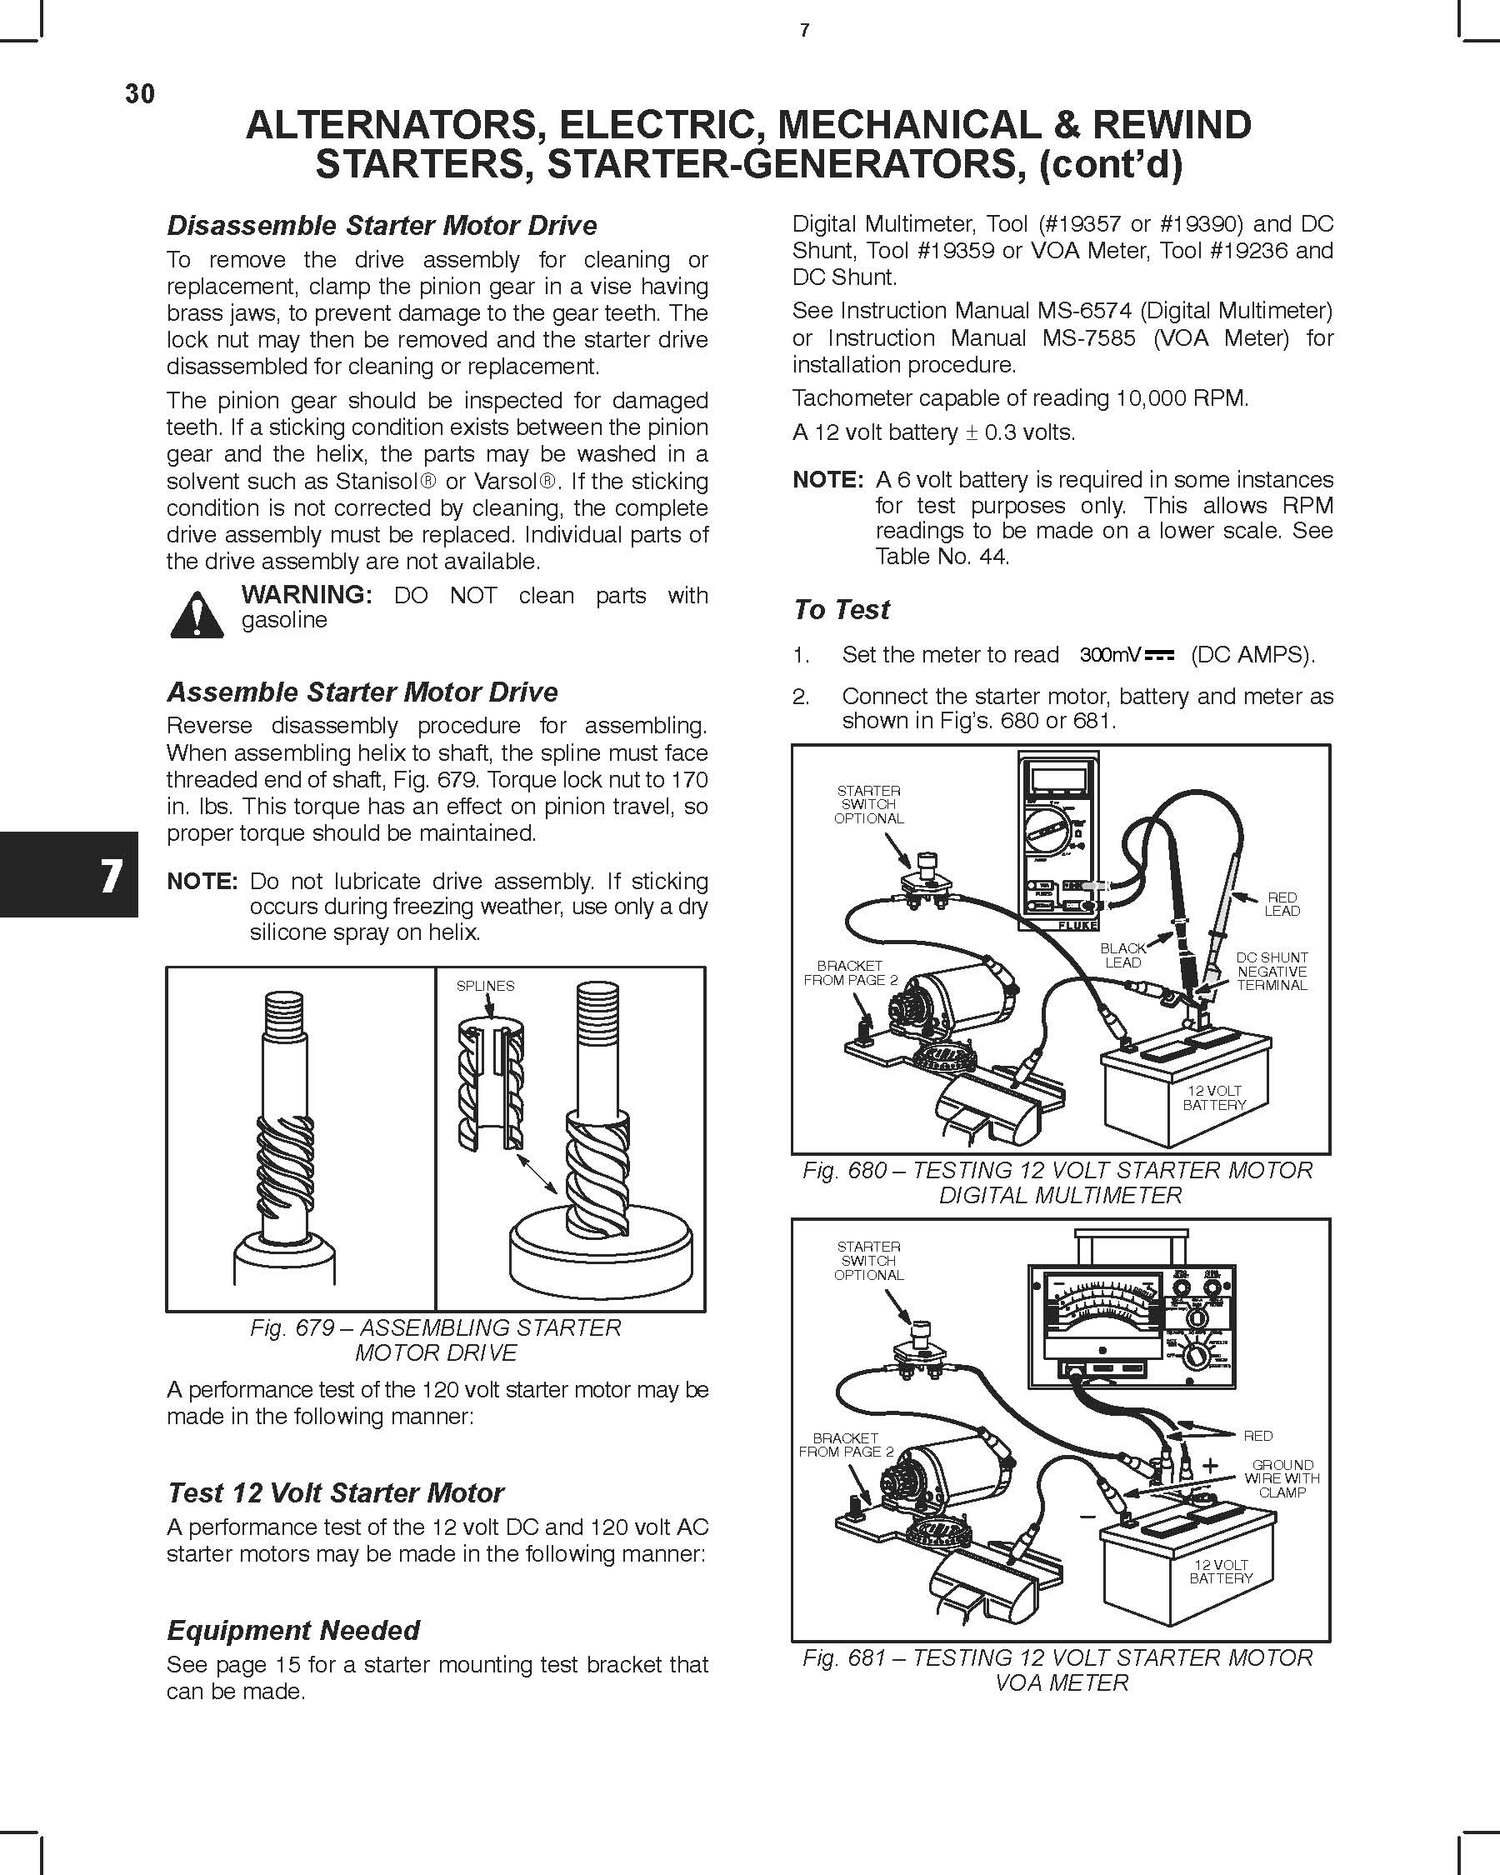 7
30
ALTERNATORS, ELECTRIC, MECHANICAL & REWIND
STARTERS, STARTER-GENERATORS, (cont’d)
Disassemble Starter Motor Drive
To remove the drive assembly for cleaning or
replacement, clamp the pinion gear in a vise having
brass jaws, to prevent damage to the gear teeth. The
lock nut may then be removed and the starter drive
disassembled for cleaning or replacement.
The pinion gear should be inspected for damaged
teeth. If a sticking condition exists between the pinion
gear and the helix, the parts may be washed in a
solvent such as Stanisol® or Varsol®. If the sticking
condition is not corrected by cleaning, the complete
drive assembly must be replaced. Individual parts of
the drive assembly are not available.
WARNING: DO NOT clean parts with
gasoline
Assemble Starter Motor Drive
Reverse disassembly procedure for assembling.
When assembling helix to shaft, the spline must face
threaded end of shaft, Fig. 679. Torque lock nut to 170
in. lbs. This torque has an effect on pinion travel, so
proper torque should be maintained.
7
NOTE: Do not lubricate drive assembly. If sticking
occurs during freezing weather, use only a dry
silicone spray on helix.
SPLINES
Fig. 679 – ASSEMBLING STARTER
MOTOR DRIVE
A performance test of the 120 volt starter motor may be
made in the following manner:
Test 12 Volt Starter Motor
A performance test of the 12 volt DC and 120 volt AC
starter motors may be made in the following manner:
Equipment Needed
See page 15 for a starter mounting test bracket that
can be made.
Digital Multimeter, Tool (#19357 or #19390) and DC
Shunt, Tool #19359 or VOA Meter, Tool #19236 and
DC Shunt.
See Instruction Manual MS-6574 (Digital Multimeter)
or Instruction Manual MS-7585 (VOA Meter) for
installation procedure.
Tachometer capable of reading 10,000 RPM.
A 12 volt battery ± 0.3 volts.
NOTE: A 6 volt battery is required in some instances
for test purposes only. This allows RPM
readings to be made on a lower scale. See
Table No. 44.
To Test
1. Set the meter to read 300mV (DC AMPS).
2. Connect the starter motor, battery and meter as
shown in Fig’s. 680 or 681.
STARTER
SWITCH
OPTIONAL
FLUKE
RED
LEAD
BLACK
LEAD
BRACKET
FROM PAGE 2
DC SHUNT
NEGATIVE
TERMINAL
12 VOLT
BATTERY
Fig. 680 – TESTING 12 VOLT STARTER MOTOR
DIGITAL MULTIMETER
STARTER
SWITCH
OPTIONAL
BRACKET
FROM PAGE 2
RED
+
GROUND
WIRE WITH
CLAMP
–
12 VOLT
BATTERY
Fig. 681 – TESTING 12 VOLT STARTER MOTOR
VOA METER